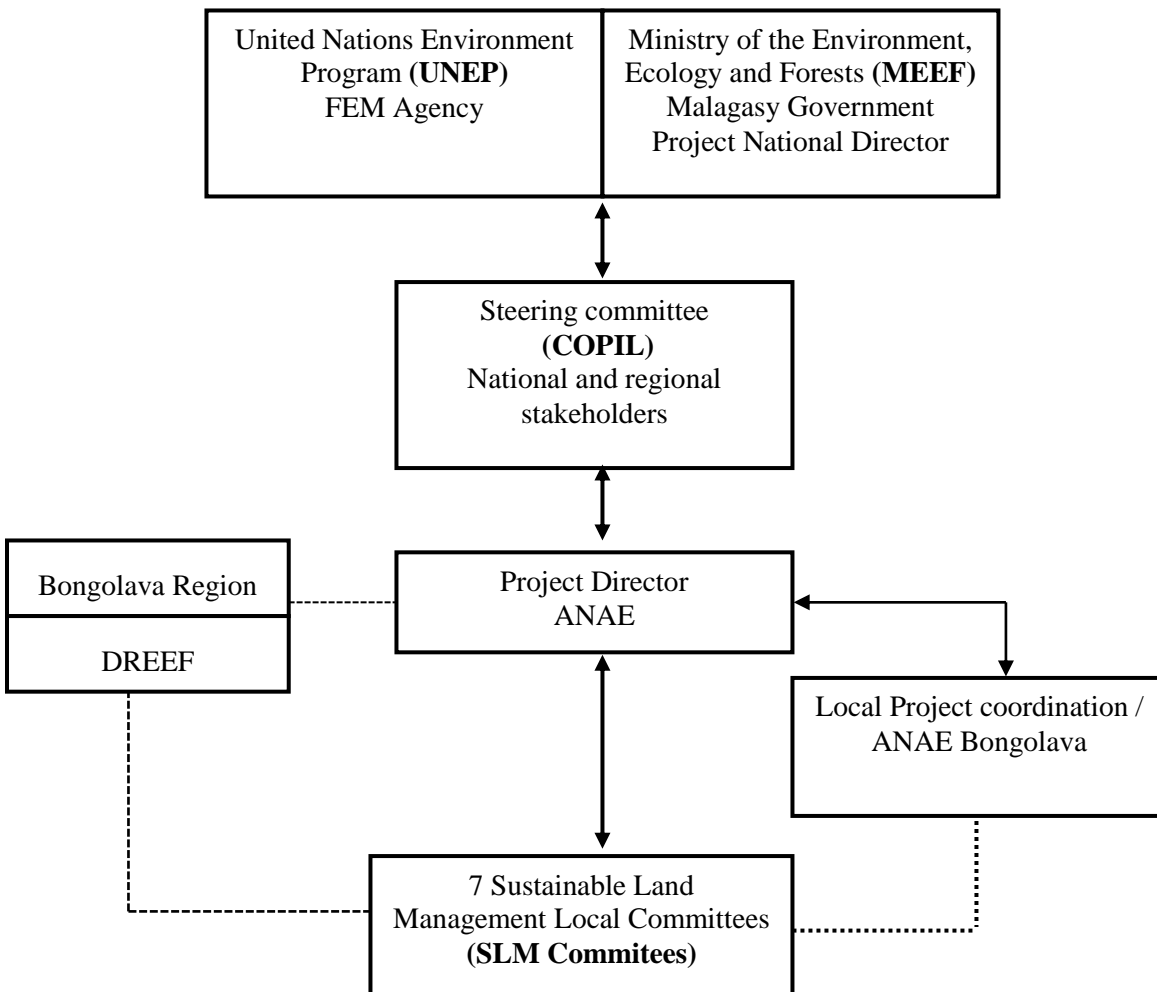 United Nations Environment
Program (UNEP)
FEM Agency
Ministry of the Environment,
Ecology and Forests (MEEF)
Malagasy Government
Project National Director
Steering committee
(COPIL)
National and regional
stakeholders
Bongolava Region
DREEF
Project Director
ANAE
Local Project coordination /
ANAE Bongolava
7 Sustainable Land
Management Local Committees
(SLM Commitees)